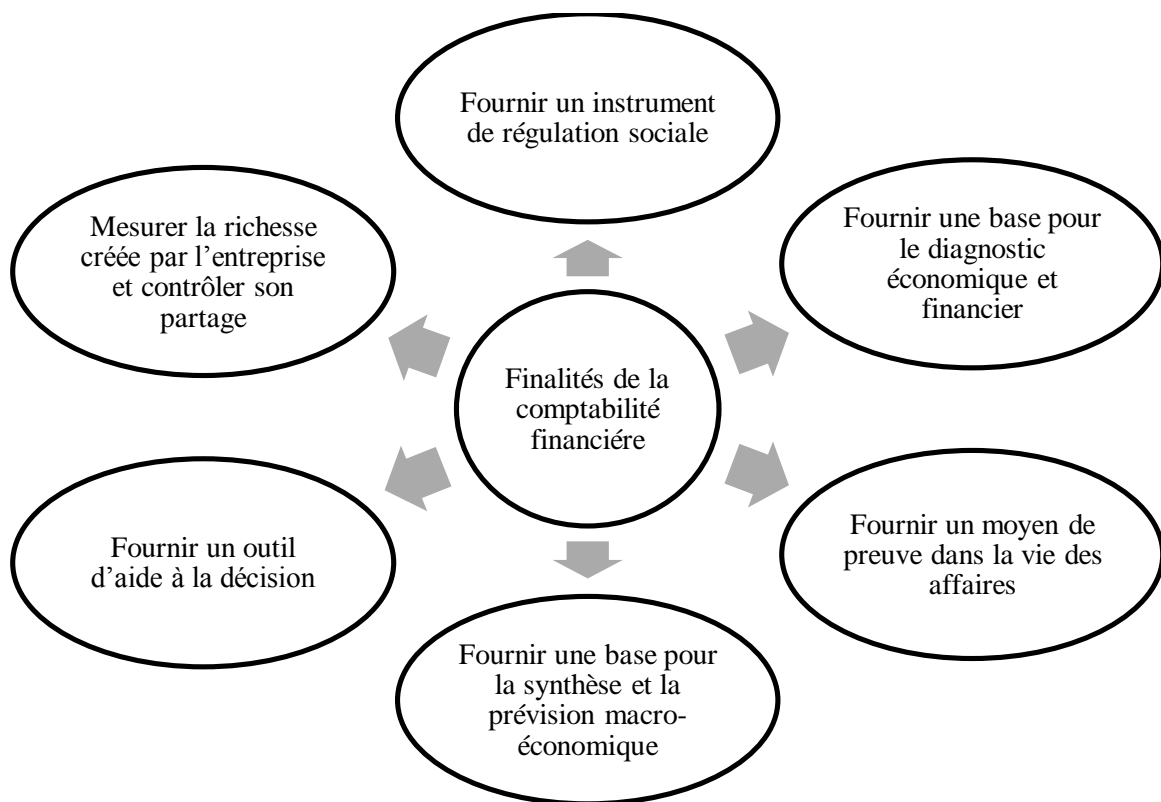 Fournir un instrument
de régulation sociale
Mesurer la richesse
créée par l’entreprise
et contrôler son
partage
Fournir une base pour
le diagnostic
économique et
financier
Finalités de la
comptabilité
financiére
Fournir un outil
d’aide à la décision
Fournir un moyen de
preuve dans la vie des
affaires
Fournir une base pour
la synthèse et la
prévision macro-
économique